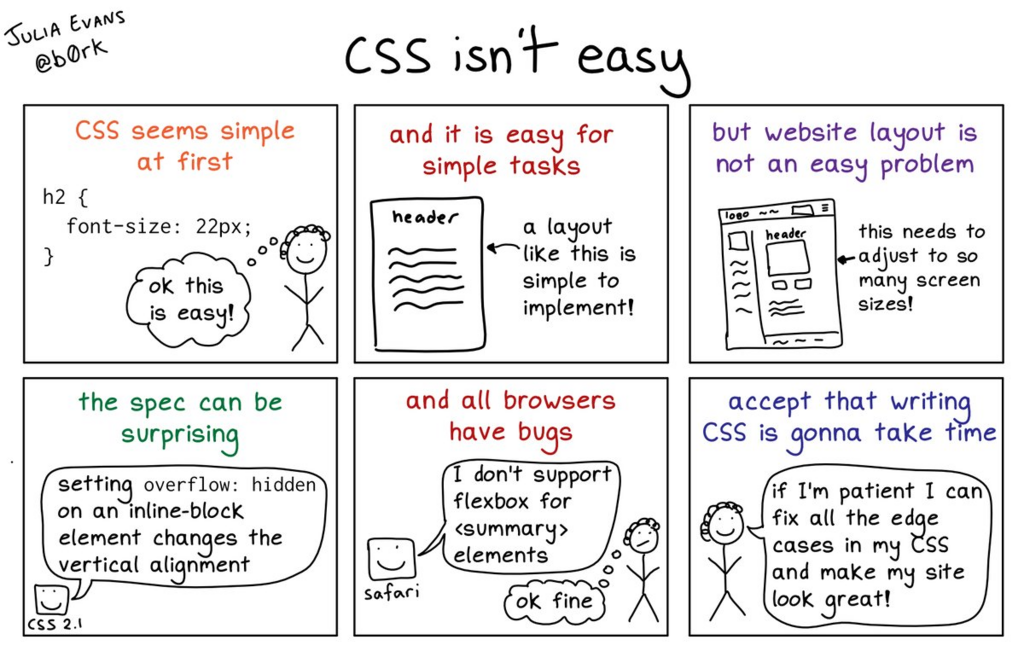 JULIA EVANS
@b0rk
CSS isn't easy
CSS seems simple
at first
h2 {
font-size: 22px;
}
ok this
is easy!
and it is easy for
simple tasks
header
a layout
like this is
simple to
implement!
but website layout is
not an easy problem
logo
header
this needs to
adjust to so
many screen
sizes!
the spec can be
surprising
setting overflow: hidden
on an inline-block
element changes the
vertical alignment
CSS 2.1
and all browsers
have bugs
I don't support
flexbox for
<summary>
elements
safari
ok fine
accept that writing
CSS is gonna take time
if I'm patient I can
fix all the edge
cases in my CSS
and make my site
look great!